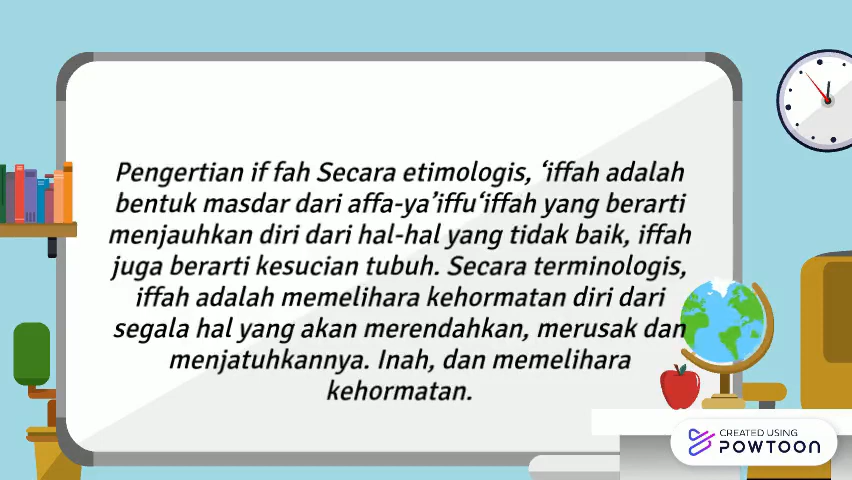 Pengertian if fah Secara etimologis, ‘iffah adalah
bentuk masdar dari affa-ya’iffu‘iffah yang berarti
menjauhkan diri dari hal-hal yang tidak baik, iffah
juga berarti kesucian tubuh. Secara terminologis,
iffah adalah memelihara kehormatan diri dari
segala hal yang akan merendahkan, merusak dan
menjatuhkannya. Inah, dan memelihara
kehormatan.
CREATED USING
POWTOON